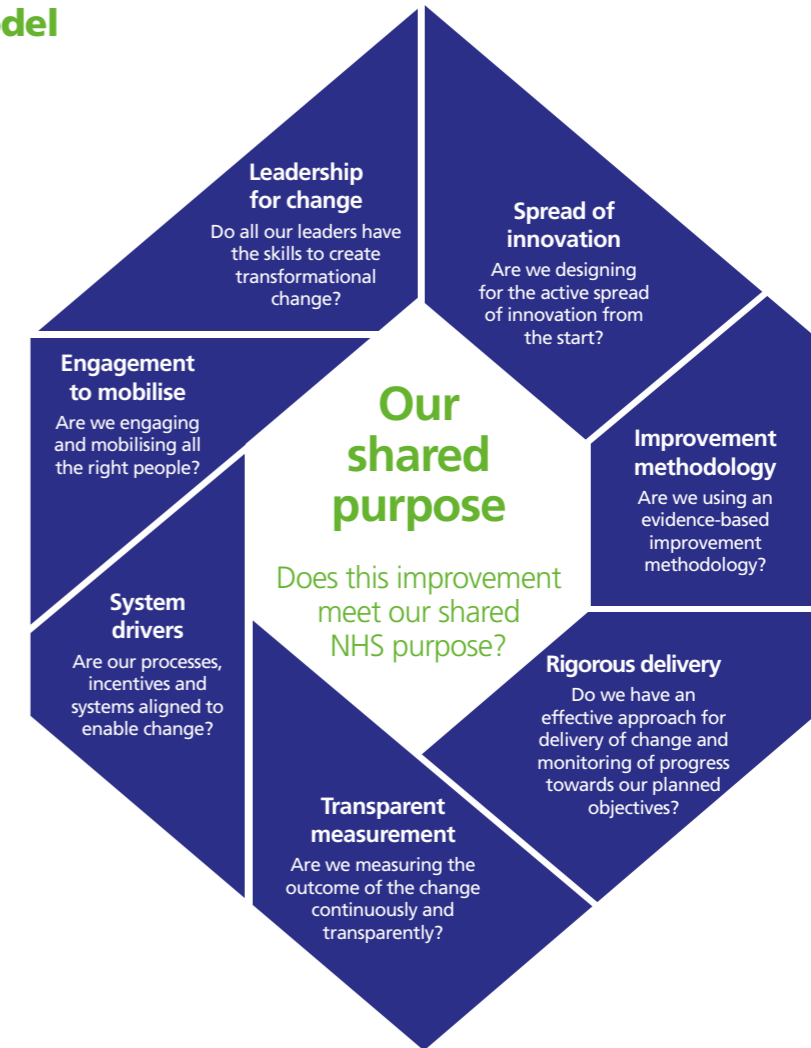 odel
Leadership
for change
Do all our leaders have
the skills to create
transformational
change?
Spread of
innovation
Are we designing
for the active spread
of innovation from
the start?
Engagement
to mobilise
Are we engaging
and mobilising all
the right people?
Our
shared
purpose
Does this improvement
meet our shared
NHS purpose?
Improvement
methodology
Are we using an
evidence-based
improvement
methodology?
System
drivers
Are our processes,
incentives and
systems aligned to
enable change?
Rigorous delivery
Do we have an
effective approach for
delivery of change and
monitoring of progress
towards our planned
objectives?
Transparent
measurement
Are we measuring the
outcome of the change
continuously and
transparently?